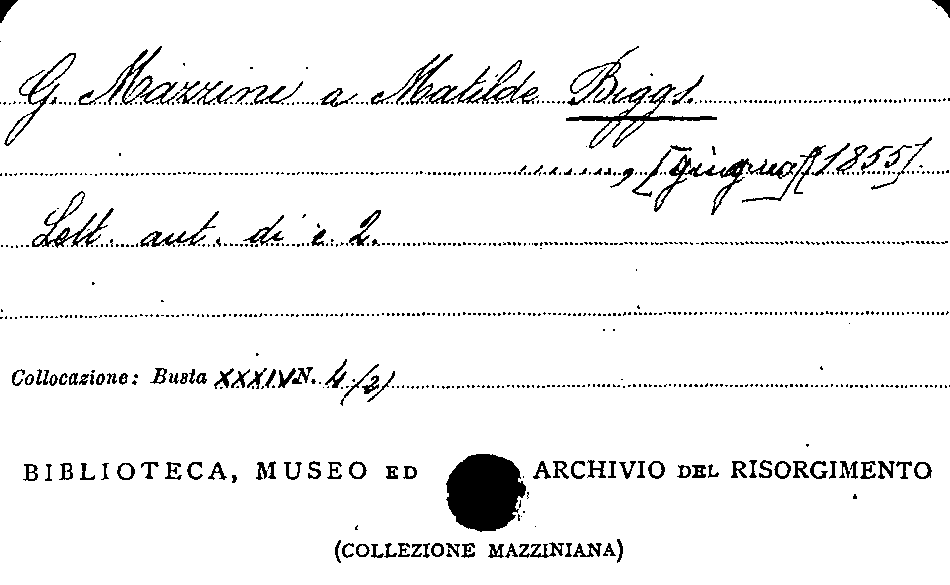 G. Mazzini a Matilde Biggs.
......, [giugno] [1855].
Lett. aut. di c. 2.
Collocazione: Busta XXXIV N. 4/2)
BIBLIOTECA, MUSEO ED ARCHIVIO DEL RISORGIMENTO
(COLLEZIONE MAZZINIANA)